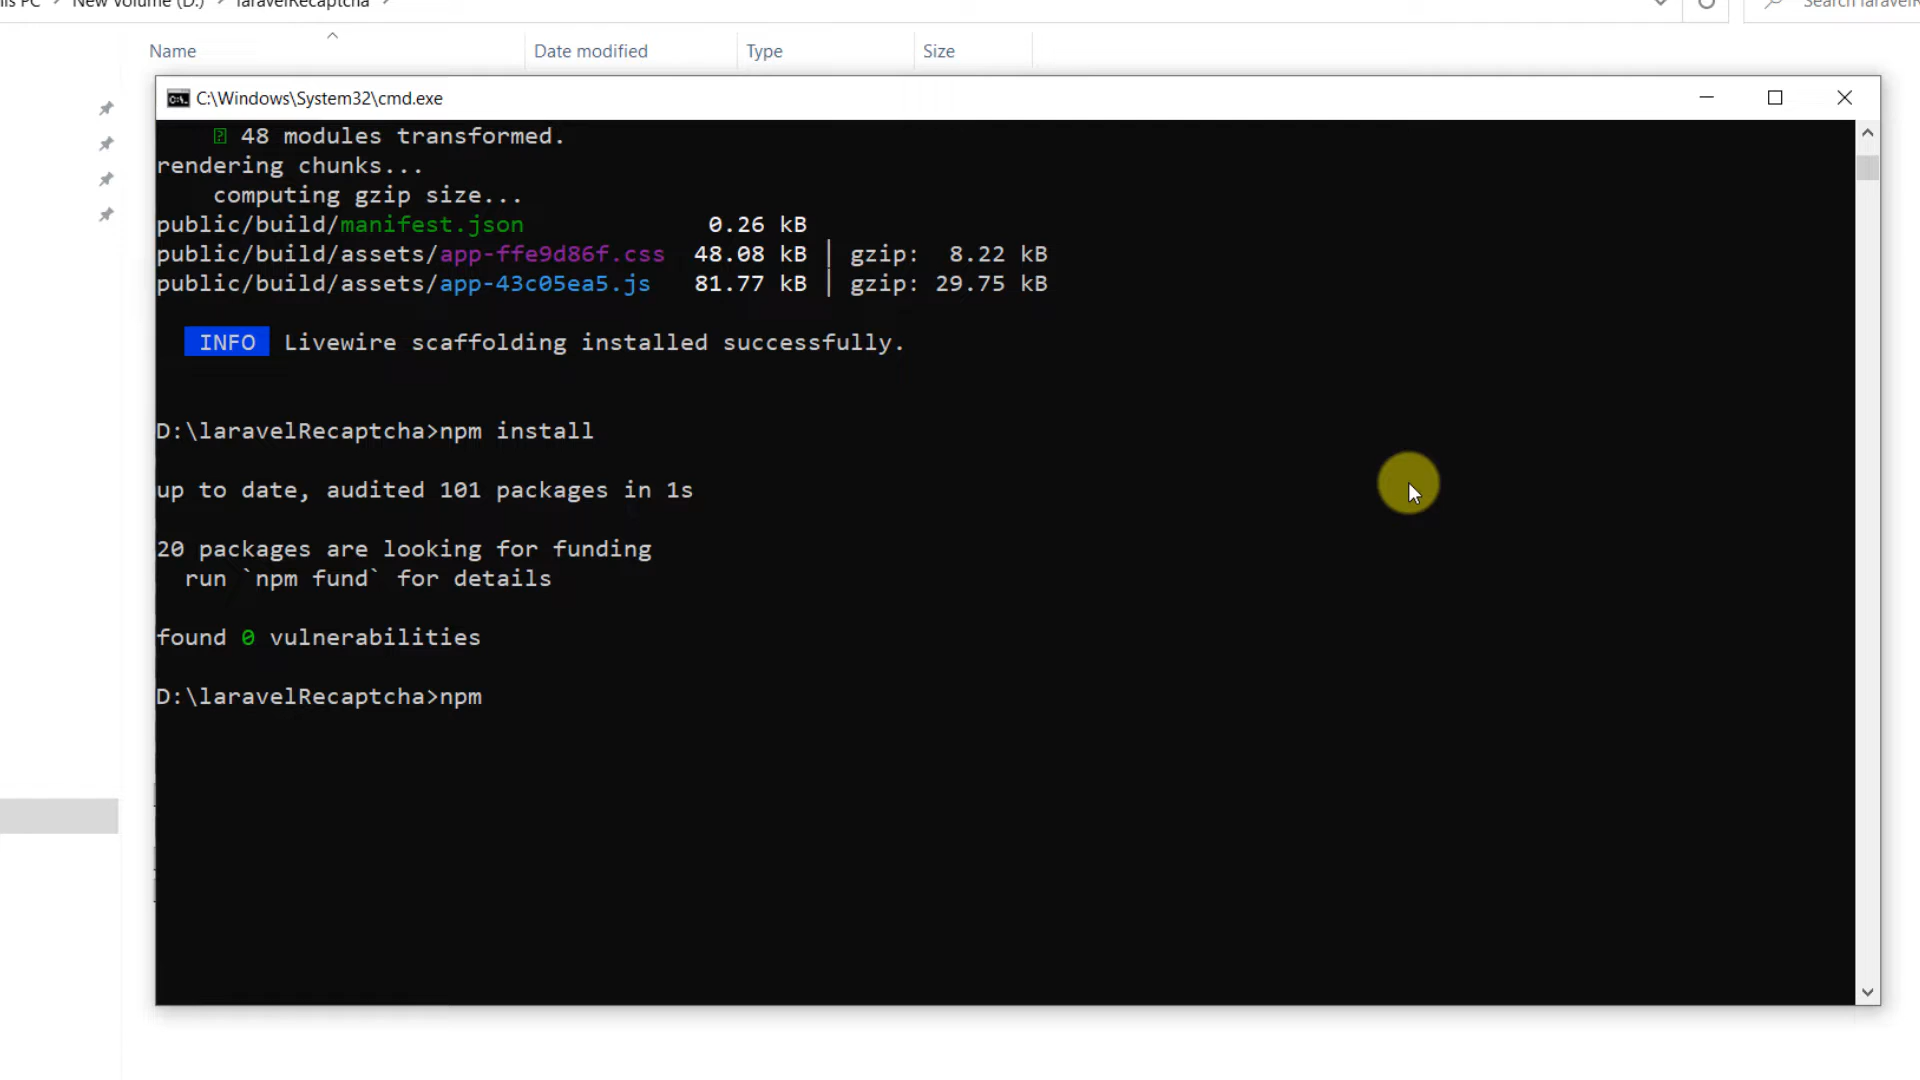 New Volume (D:) > laravelRecaptcha >
Name Date modified Type Size
C:\Windows\System32\cmd.exe
48 modules transformed.
rendering chunks...
computing gzip size...
public/build/manifest.json 0.26 kB
public/build/assets/app-ffe9d86f.css 48.08 kB │ gzip: 8.22 kB
public/build/assets/app-43c05ea5.js 81.77 kB │ gzip: 29.75 kB
INFO Livewire scaffolding installed successfully.
D:\laravelRecaptcha>npm install
up to date, audited 101 packages in 1s
20 packages are looking for funding
run `npm fund` for details
found 0 vulnerabilities
D:\laravelRecaptcha>npm